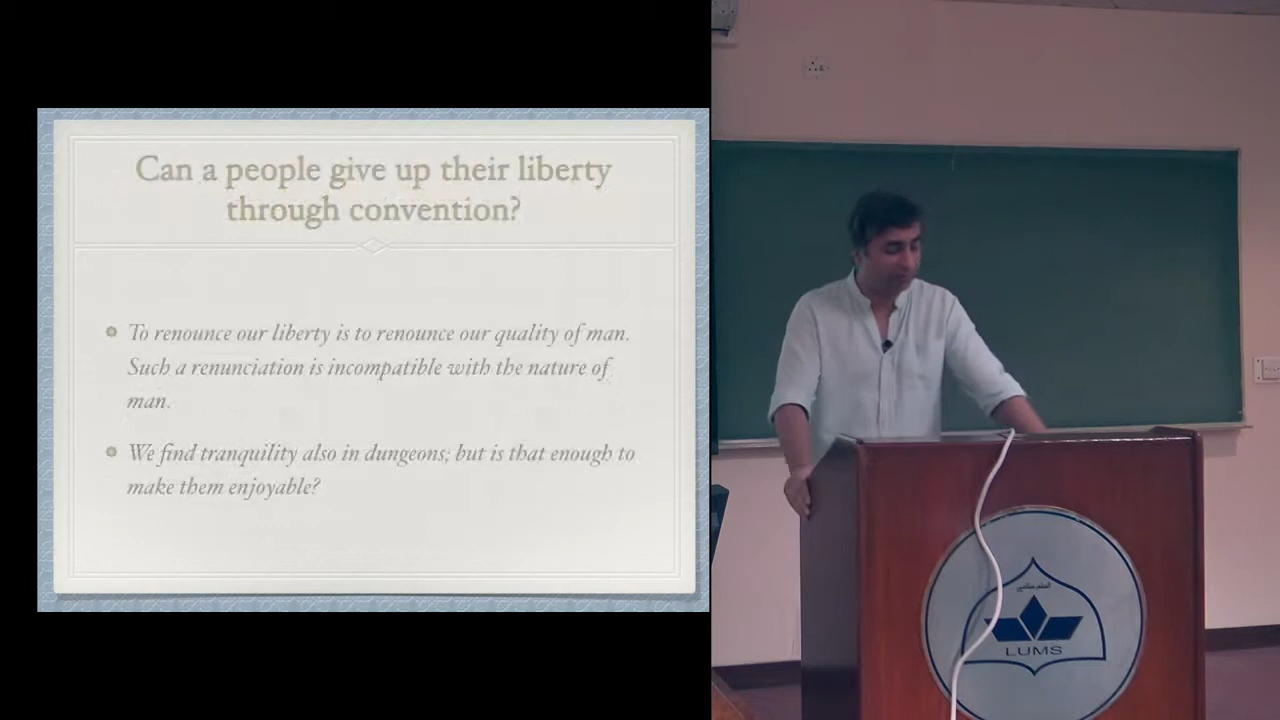 Can a people give up their liberty
through convention?
To renounce our liberty is to renounce our quality of man.
Such a renunciation is incompatible with the nature of
man.
We find tranquility also in dungeons; but is that enough to
make them enjoyable?
LUMS